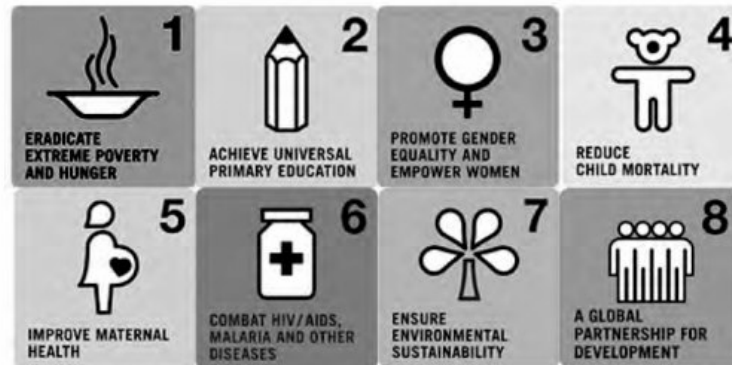 1
ERADICATE
EXTREME POVERTY
AND HUNGER
2
ACHIEVE UNIVERSAL
PRIMARY EDUCATION
3
PROMOTE GENDER
EQUALITY AND
EMPOWER WOMEN
4
REDUCE
CHILD MORTALITY
5
IMPROVE MATERNAL
HEALTH
6
COMBAT HIV/AIDS,
MALARIA AND OTHER
DISEASES
7
ENSURE
ENVIRONMENTAL
SUSTAINABILITY
8
A GLOBAL
PARTNERSHIP FOR
DEVELOPMENT